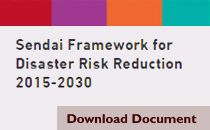 Sendai Framework for
Disaster Risk Reduction
2015-2030
Download Document